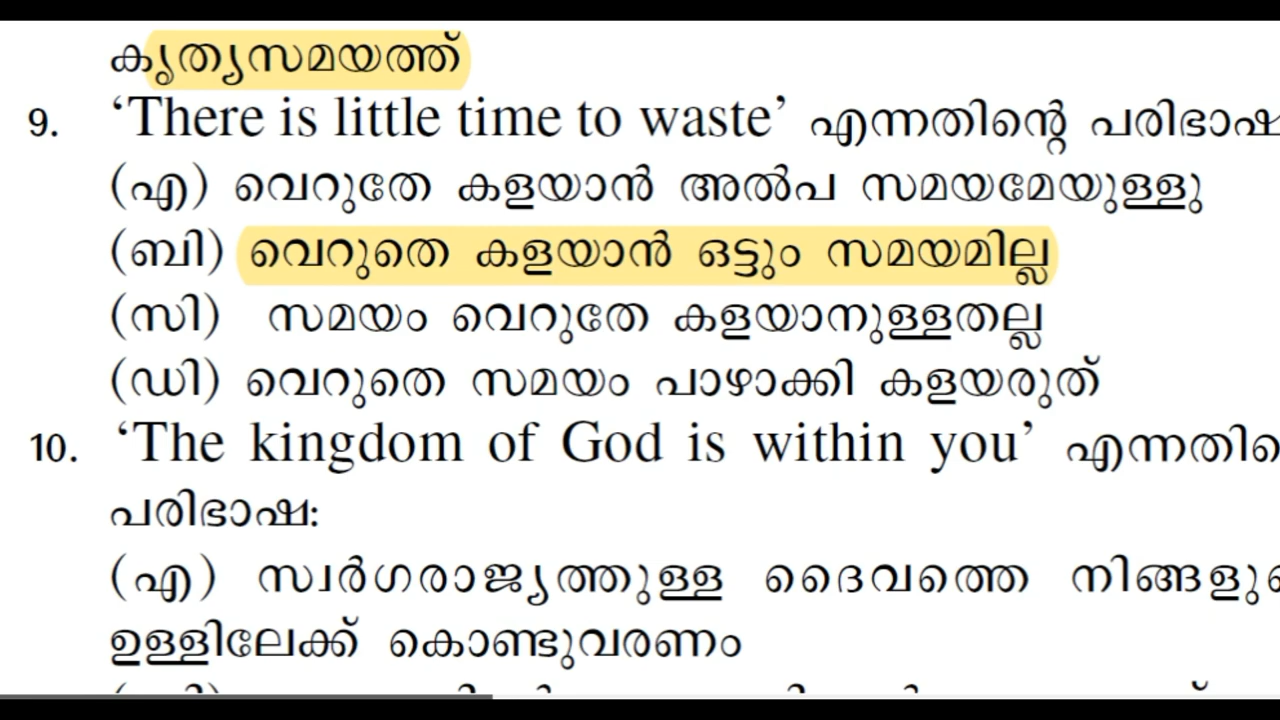 കൃത്യസമയത്ത്
9. ‘There is little time to waste’ എന്നതിന്റെ പരിഭാഷ
(എ) വെറുതേ കളയാൻ അൽപ സമയമേയുള്ളു
(ബി) വെറുതെ കളയാൻ ഒട്ടും സമയമില്ല
(സി) സമയം വെറുതേ കളയാനുള്ളതല്ല
(ഡി) വെറുതെ സമയം പാഴാക്കി കളയരുത്
10. ‘The kingdom of God is within you’
പരിഭാഷ:
(എ) സ്വർഗരാജ്യത്തുള്ള ദൈവത്തെ
ഉള്ളിലേക്ക് കൊണ്ടുവരണം